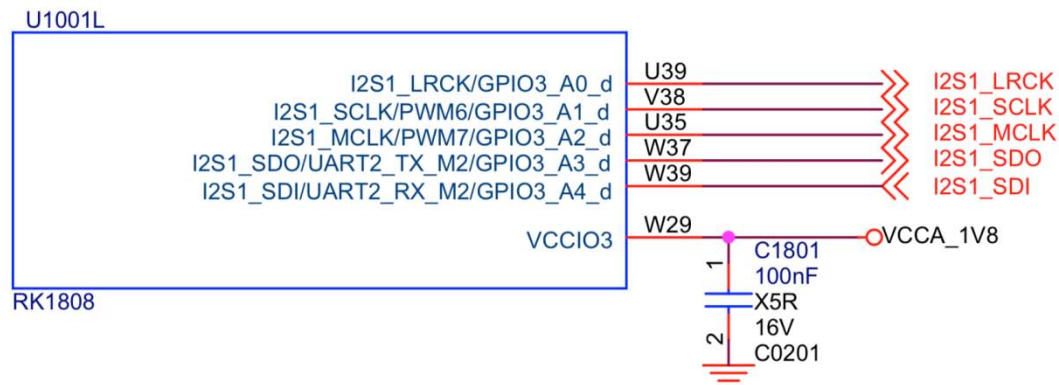 U1001L
I2S1_LRCK/GPIO3_A0_d U39 I2S1_LRCK
I2S1_SCLK/PWM6/GPIO3_A1_d V38 I2S1_SCLK
I2S1_MCLK/PWM7/GPIO3_A2_d U35 I2S1_MCLK
I2S1_SDO/UART2_TX_M2/GPIO3_A3_d W37 I2S1_SDO
I2S1_SDI/UART2_RX_M2/GPIO3_A4_d W39 I2S1_SDI
VCCIO3 W29 VCCA_1V8
C1801
1 100nF
RK1808 X5R
16V
2 C0201